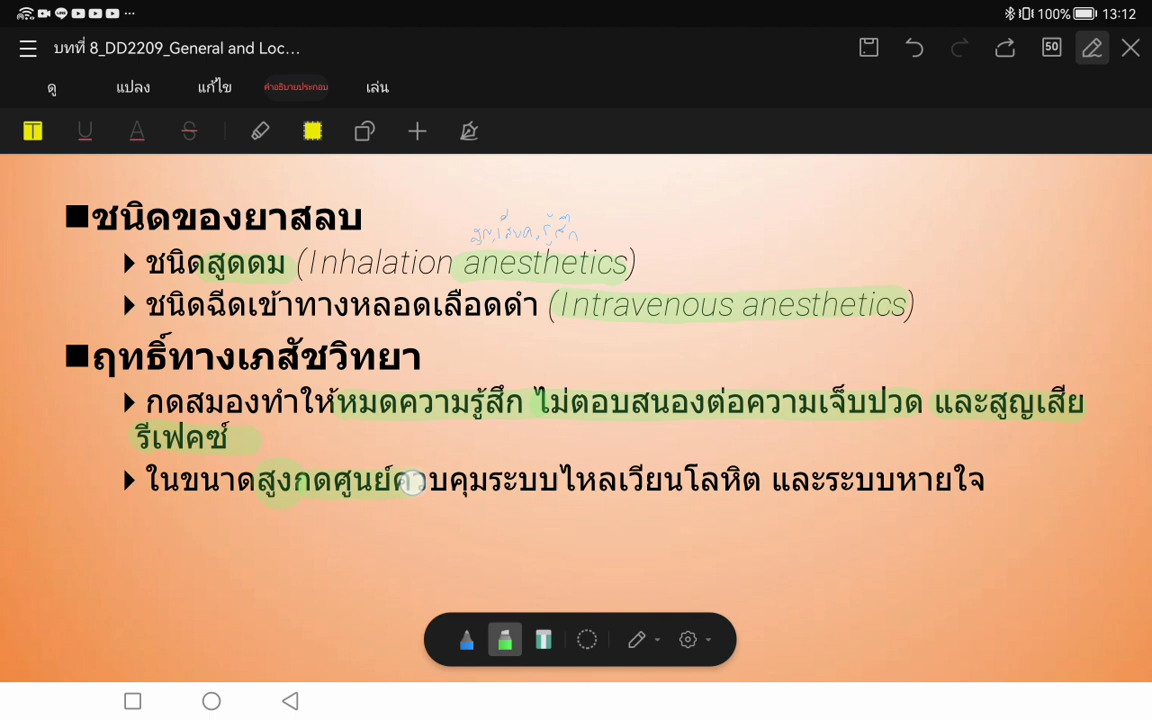 100% 13:12
บทที่ 8_DD2209_General and Loc...
50
ดู แปลง แก้ไข คำอธิบายประกอบ เล่น
T U A S
ชนิดของยาสลบ
สูญเสียค.รู้สึก
ชนิดสูดดม (Inhalation anesthetics)
ชนิดฉีดเข้าทางหลอดเลือดดำ (Intravenous anesthetics)
ฤทธิ์ทางเภสัชวิทยา
กดสมองทำให้หมดความรู้สึก ไม่ตอบสนองต่อความเจ็บปวด และสูญเสีย
รีเฟคซ์
ในขนาดสูงกดศูนย์ควบคุมระบบไหลเวียนโลหิต และระบบหายใจ